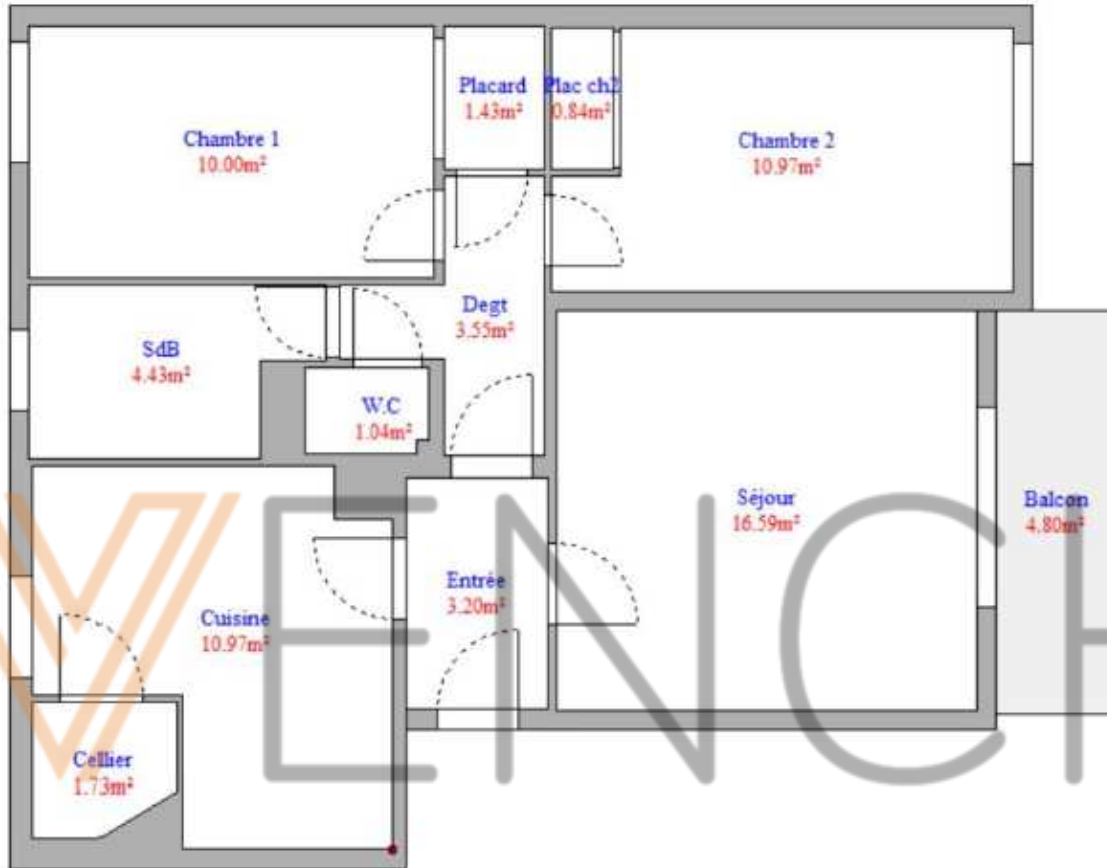 Placard
1.43m²
Plac ch2
0.84m²
Chambre 1
10.00m²
Chambre 2
10.97m²
Degt
3.55m²
SdB
4.43m²
W.C
1.04m²
Séjour
16.59m²
Balcon
4.80m²
Entrée
3.20m²
Cuisine
10.97m²
Cellier
1.73m²
VENCH